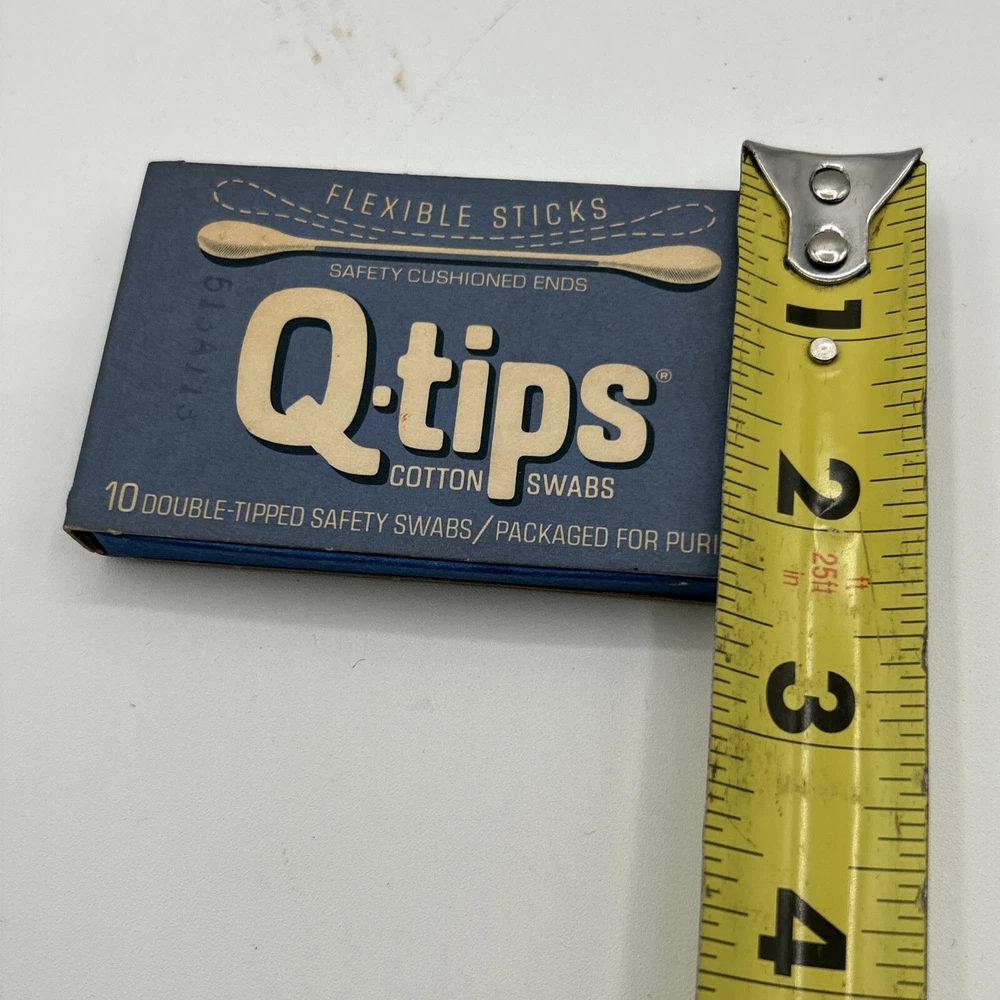 FLEXIBLE STICKS
SAFETY CUSHIONED ENDS
Q·tips®
COTTON SWABS
10 DOUBLE-TIPPED SAFETY SWABS/PACKAGED FOR PURI
1
2
ft
25ft
in
3
4